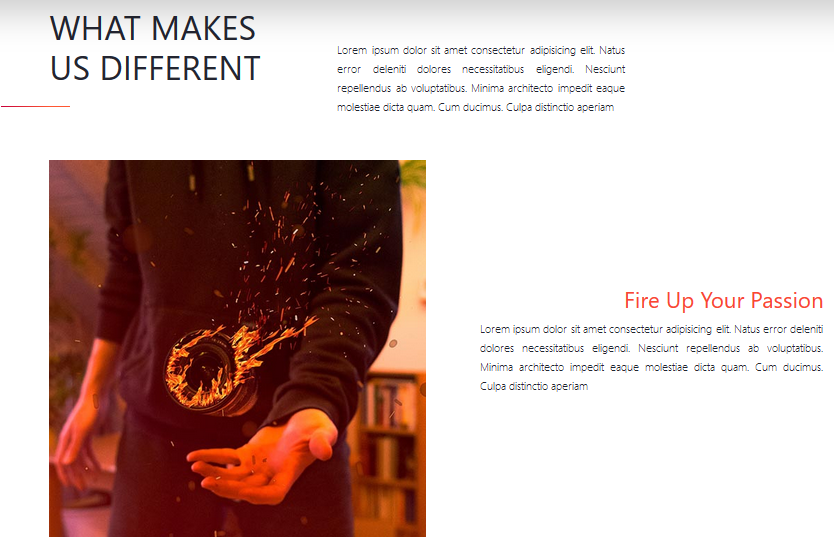 WHAT MAKES
US DIFFERENT
Lorem ipsum dolor sit amet consectetur adipisicing elit. Natus
error deleniti dolores necessitatibus eligendi. Nesciunt
repellendus ab voluptatibus. Minima architecto impedit eaque
molestiae dicta quam. Cum ducimus. Culpa distinctio aperiam
Fire Up Your Passion
Lorem ipsum dolor sit amet consectetur adipisicing elit. Natus error deleniti
dolores necessitatibus eligendi. Nesciunt repellendus ab voluptatibus.
Minima architecto impedit eaque molestiae dicta quam. Cum ducimus.
Culpa distinctio aperiam